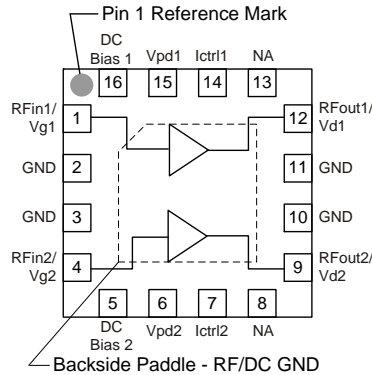 Pin 1 Reference Mark
DC
Bias 1
Vpd1
Ictrl1
NA
16
15
14
13
RFin1/
Vg1
1
12
RFout1/
Vd1
GND
2
11
GND
GND
3
10
GND
RFin2/
Vg2
4
9
RFout2/
Vd2
5
6
7
8
DC
Bias 2
Vpd2
Ictrl2
NA
Backside Paddle - RF/DC GND